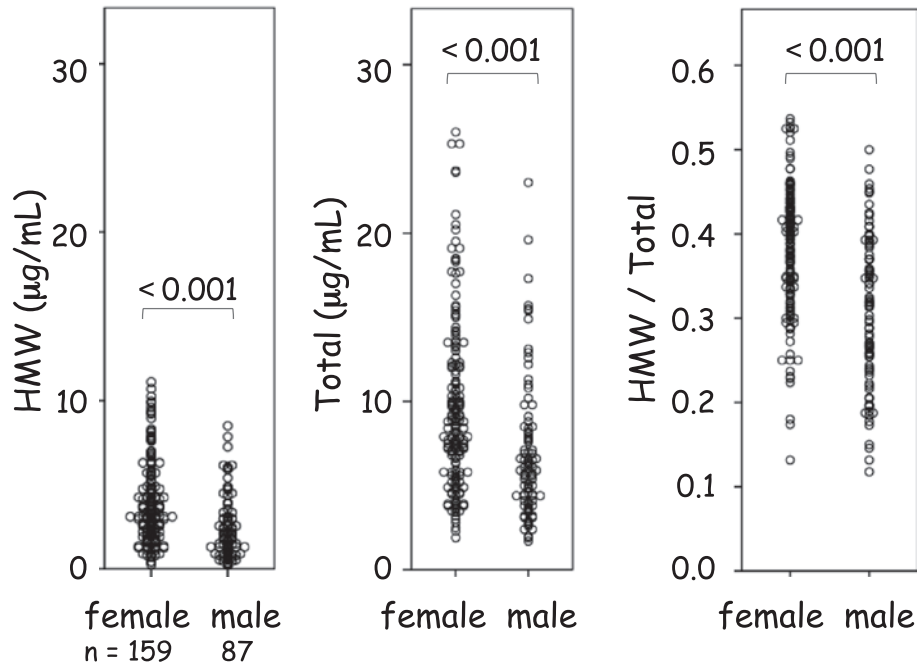 HMW (µg/mL)
30
20
10
0
< 0.001
female male
n = 159 87
Total (µg/mL)
30
20
10
0
< 0.001
female male
HMW / Total
0.6
0.5
0.4
0.3
0.2
0.1
0.0
< 0.001
female male